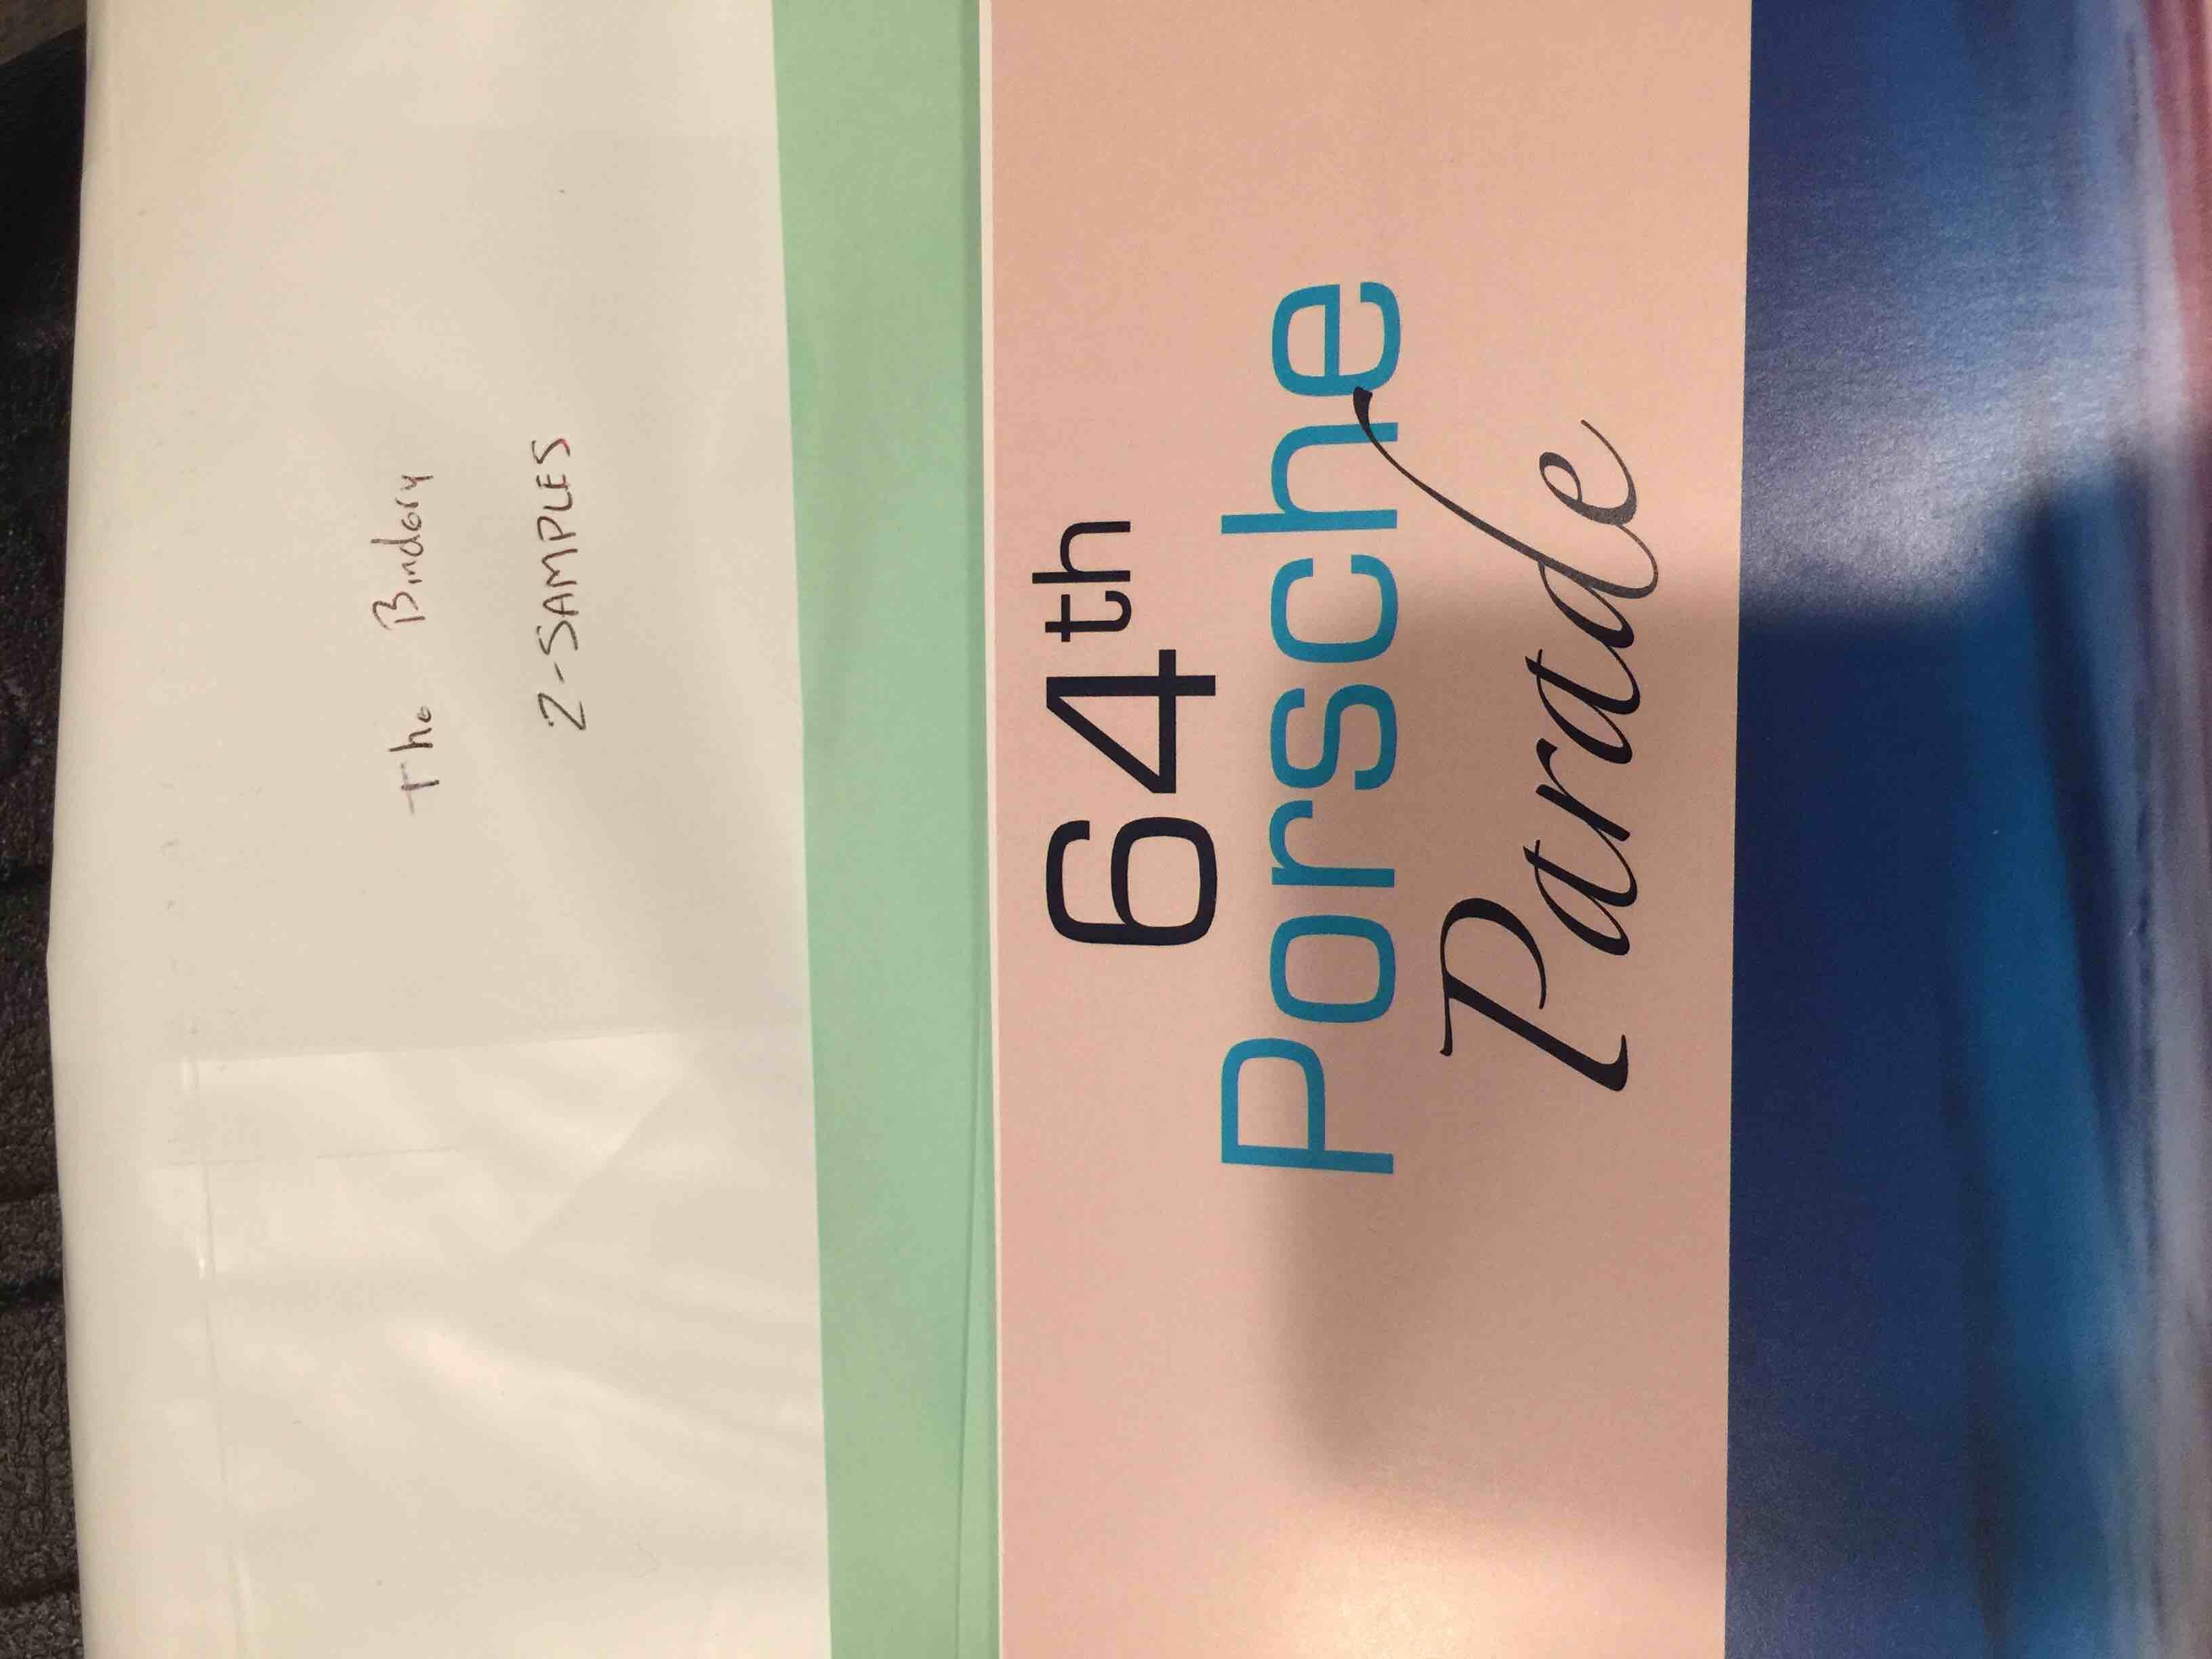 The Bindery
2-SAMPLES
64th
Porsche
Parade